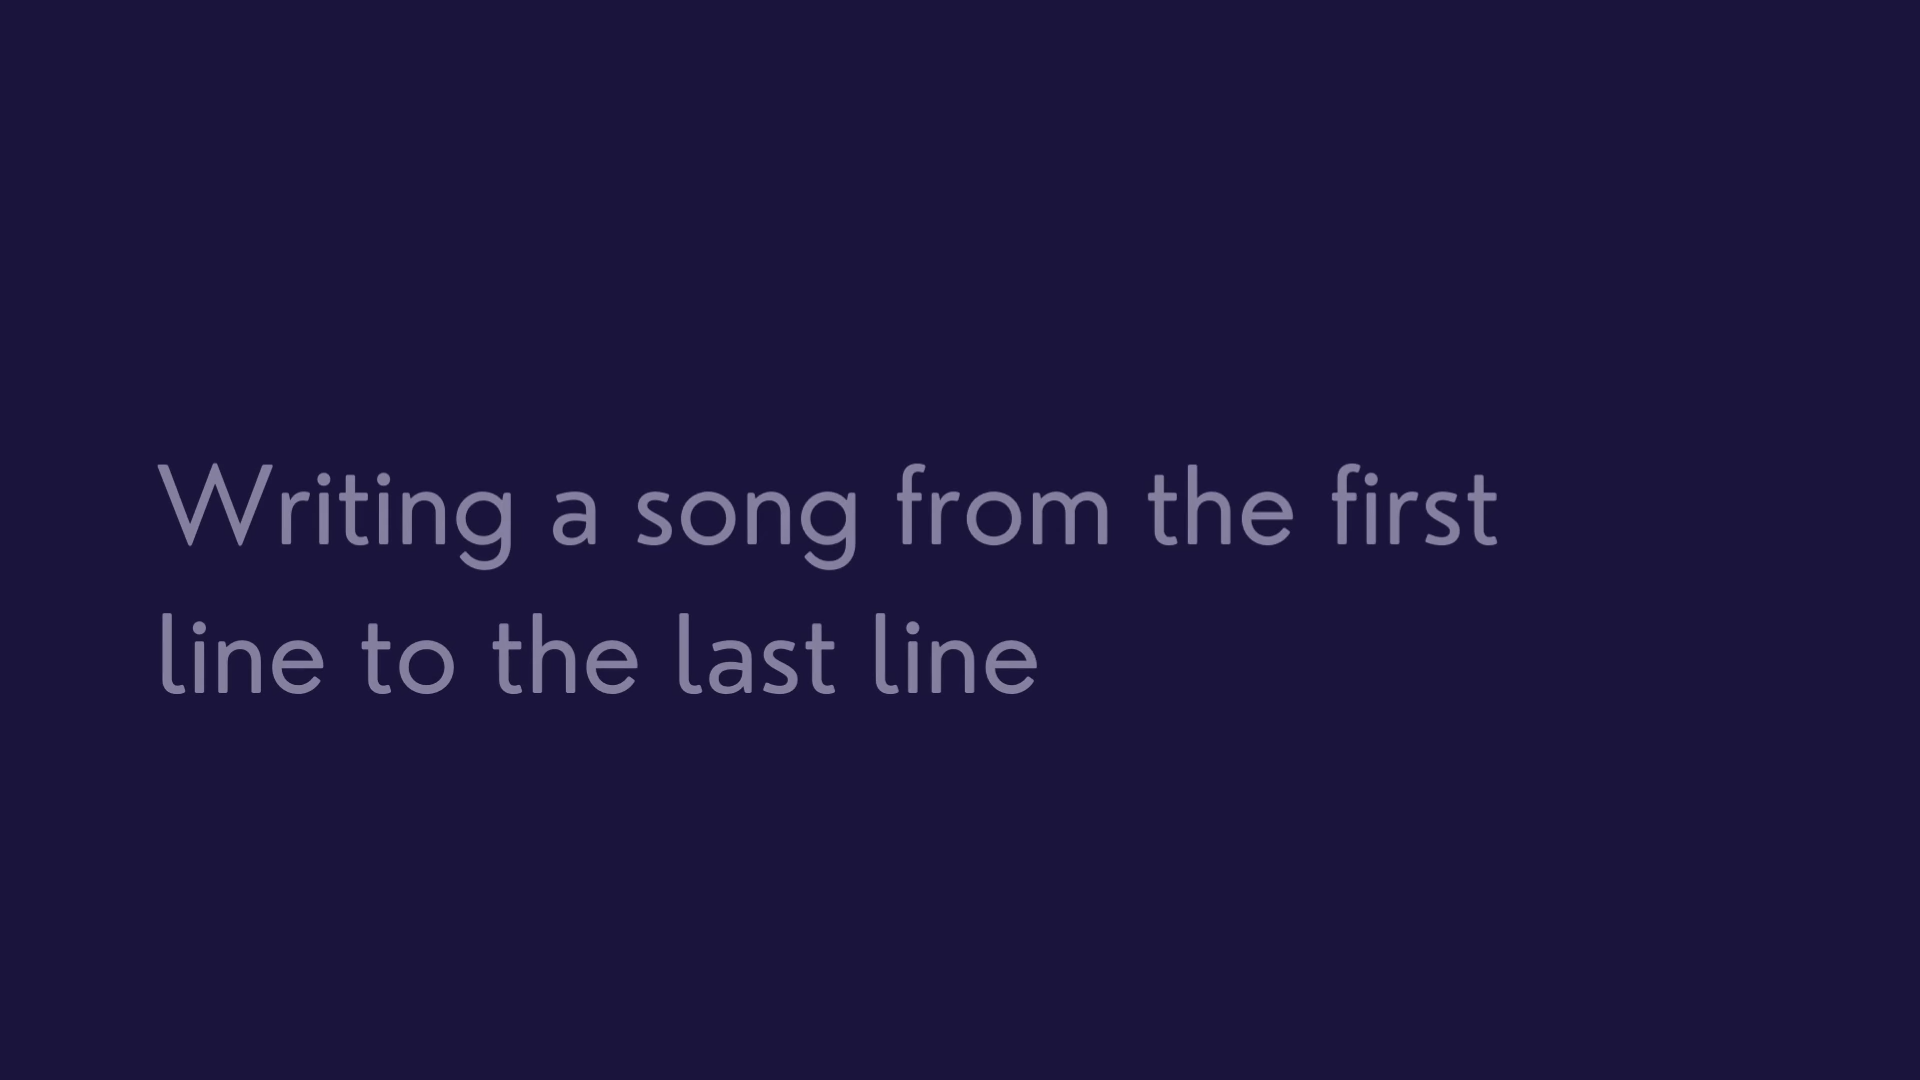 Writing a song from the first
line to the last line